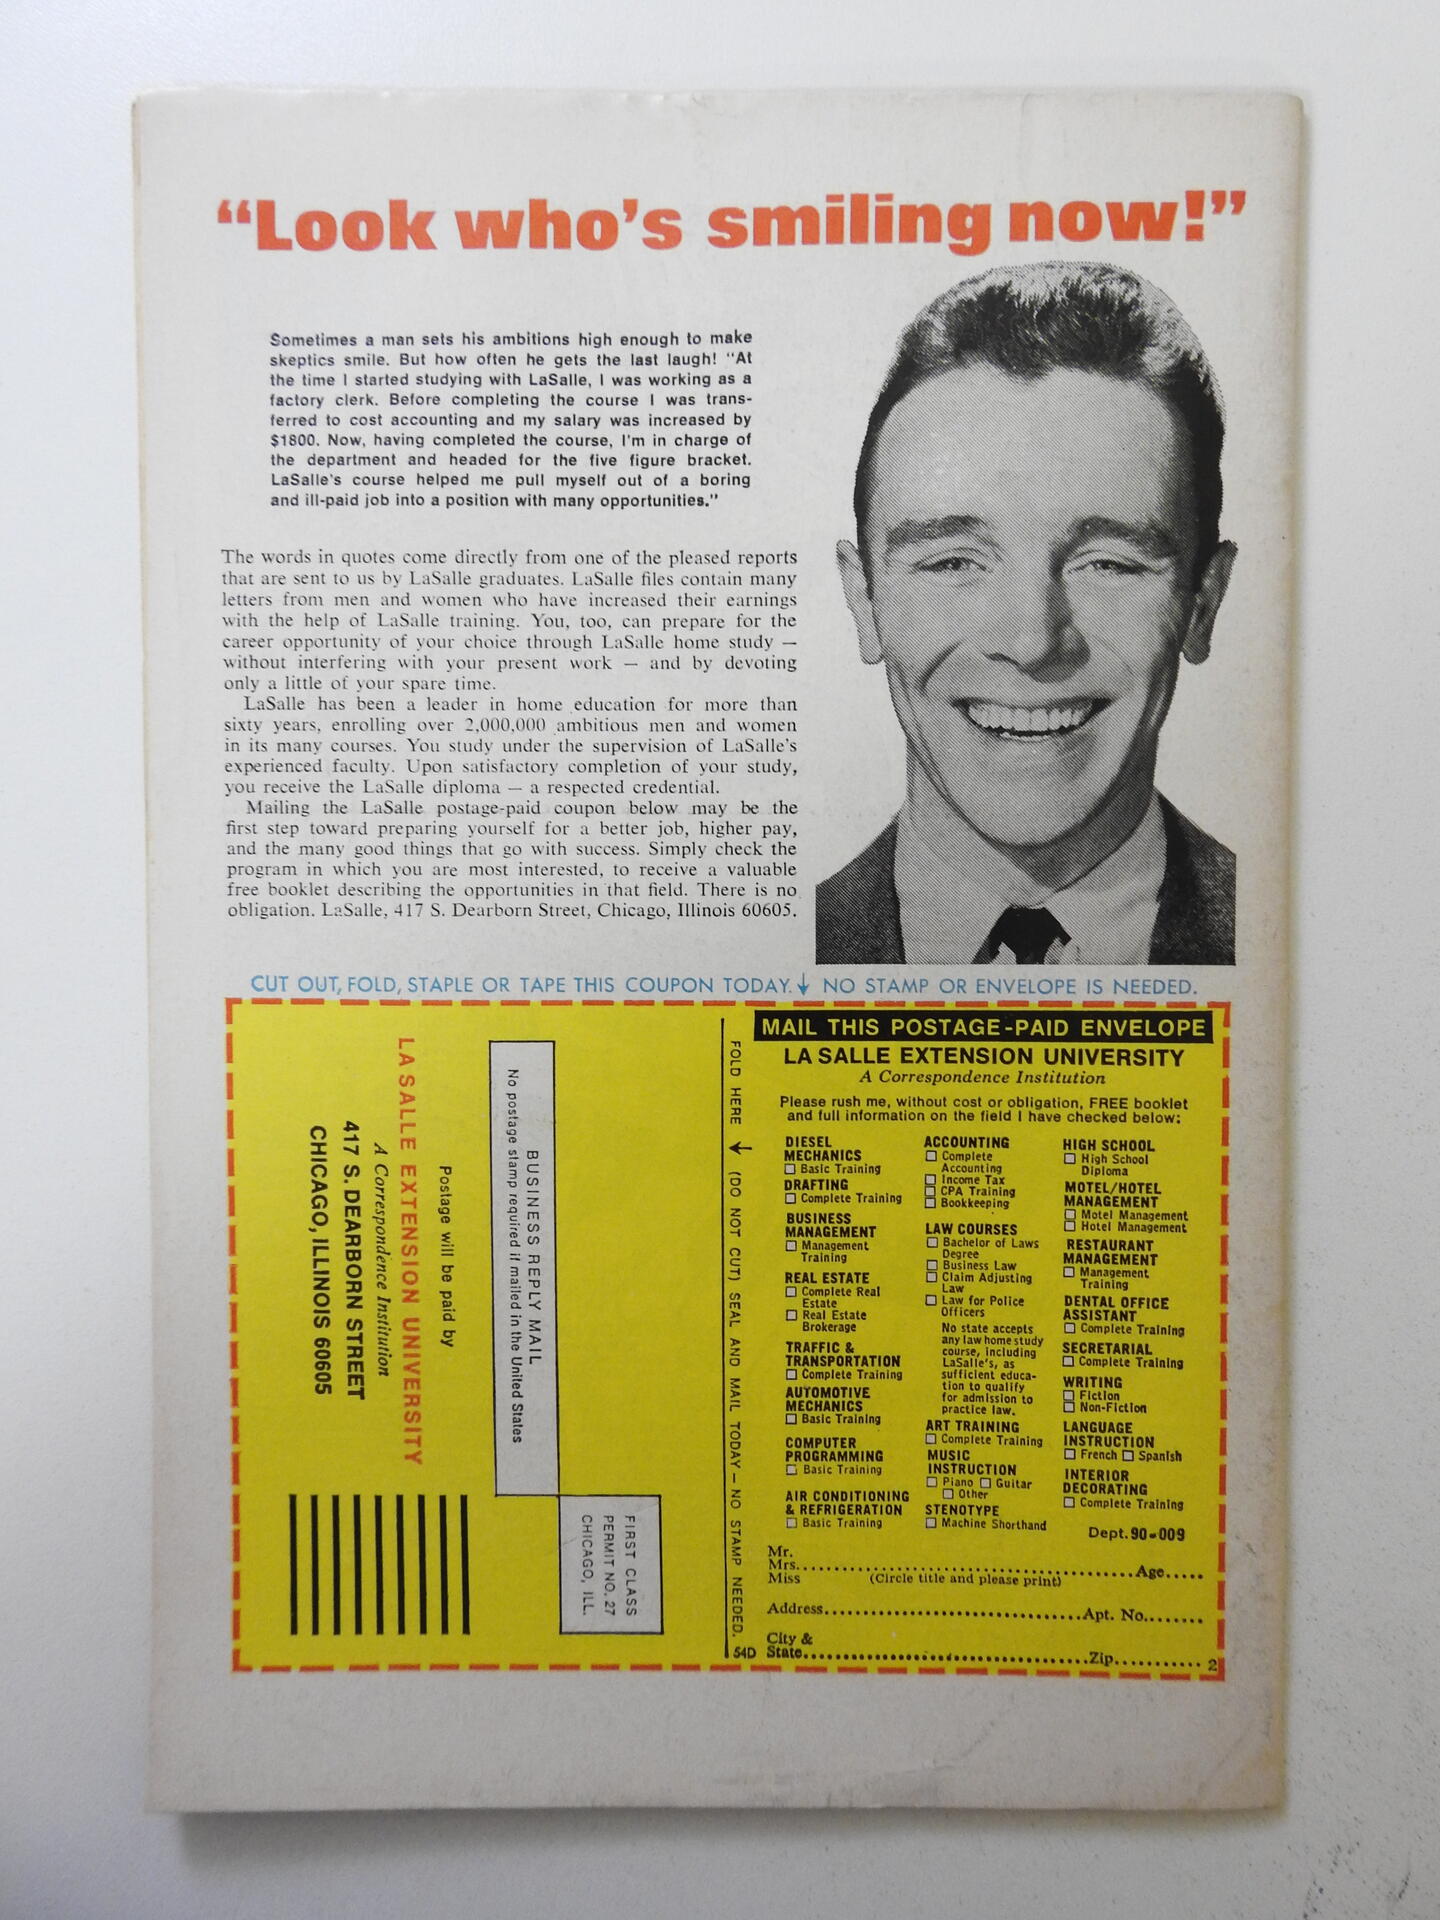 “Look who’s smiling now!”
Sometimes a man sets his ambitions high enough to make
skeptics smile. But how often he gets the last laugh! “At
the time I started studying with LaSalle, I was working as a
factory clerk. Before completing the course I was trans-
ferred to cost accounting and my salary was increased by
$1800. Now, having completed the course, I’m in charge of
the department and headed for the five figure bracket.
LaSalle’s course helped me pull myself out of a boring
and ill-paid job into a position with many opportunities.”
The words in quotes come directly from one of the pleased reports
that are sent to us by LaSalle graduates. LaSalle files contain many
letters from men and women who have increased their earnings
with the help of LaSalle training. You, too, can prepare for the
career opportunity of your choice through LaSalle home study —
without interfering with your present work — and by devoting
only a little of your spare time.
LaSalle has been a leader in home education for more than
sixty years, enrolling over 2,000,000 ambitious men and women
in its many courses. You study under the supervision of LaSalle’s
experienced faculty. Upon satisfactory completion of your study,
you receive the LaSalle diploma — a respected credential.
Mailing the LaSalle postage-paid coupon below may be the
first step toward preparing yourself for a better job, higher pay,
and the many good things that go with success. Simply check the
program in which you are most interested, to receive a valuable
free booklet describing the opportunities in that field. There is no
obligation. LaSalle, 417 S. Dearborn Street, Chicago, Illinois 60605.
CUT OUT, FOLD, STAPLE OR TAPE THIS COUPON TODAY. ↓ NO STAMP OR ENVELOPE IS NEEDED.
FIRST CLASS
PERMIT NO. 27
CHICAGO, ILL.
BUSINESS REPLY MAIL
No postage stamp required if mailed in the United States
Postage will be paid by
LA SALLE EXTENSION UNIVERSITY
A Correspondence Institution
417 S. DEARBORN STREET
CHICAGO, ILLINOIS 60605
FOLD HERE ↓ (DO NOT CUT) SEAL AND MAIL TODAY — NO STAMP NEEDED.
54D
MAIL THIS POSTAGE-PAID ENVELOPE
LA SALLE EXTENSION UNIVERSITY
A Correspondence Institution
Please rush me, without cost or obligation, FREE booklet
and full information on the field I have checked below:
DIESEL
MECHANICS
☐ Basic Training
DRAFTING
☐ Complete Training
BUSINESS
MANAGEMENT
☐ Management
Training
REAL ESTATE
☐ Complete Real
Estate
☐ Real Estate
Brokerage
TRAFFIC &
TRANSPORTATION
☐ Complete Training
AUTOMOTIVE
MECHANICS
☐ Basic Training
COMPUTER
PROGRAMMING
☐ Basic Training
AIR CONDITIONING
& REFRIGERATION
☐ Basic Training
ACCOUNTING
☐ Complete
Accounting
☐ Income Tax
☐ CPA Training
☐ Bookkeeping
LAW COURSES
☐ Bachelor of Laws
Degree
☐ Business Law
☐ Claim Adjusting
Law
☐ Law for Police
Officers
No state accepts
any law home study
course, including
LaSalle’s, as
sufficient educa-
tion to qualify
for admission to
practice law.
ART TRAINING
☐ Complete Training
MUSIC
INSTRUCTION
☐ Piano ☐ Guitar
☐ Other
STENOTYPE
☐ Machine Shorthand
HIGH SCHOOL
☐ High School
Diploma
MOTEL/HOTEL
MANAGEMENT
☐ Motel Management
☐ Hotel Management
RESTAURANT
MANAGEMENT
☐ Management
Training
DENTAL OFFICE
ASSISTANT
☐ Complete Training
SECRETARIAL
☐ Complete Training
WRITING
☐ Fiction
☐ Non-Fiction
LANGUAGE
INSTRUCTION
☐ French ☐ Spanish
INTERIOR
DECORATING
☐ Complete Training
Dept. 90-009
Mr.
Mrs..............................................Age.....
Miss (Circle title and please print)
Address.................................Apt. No........
City &
State....................................Zip........... 2